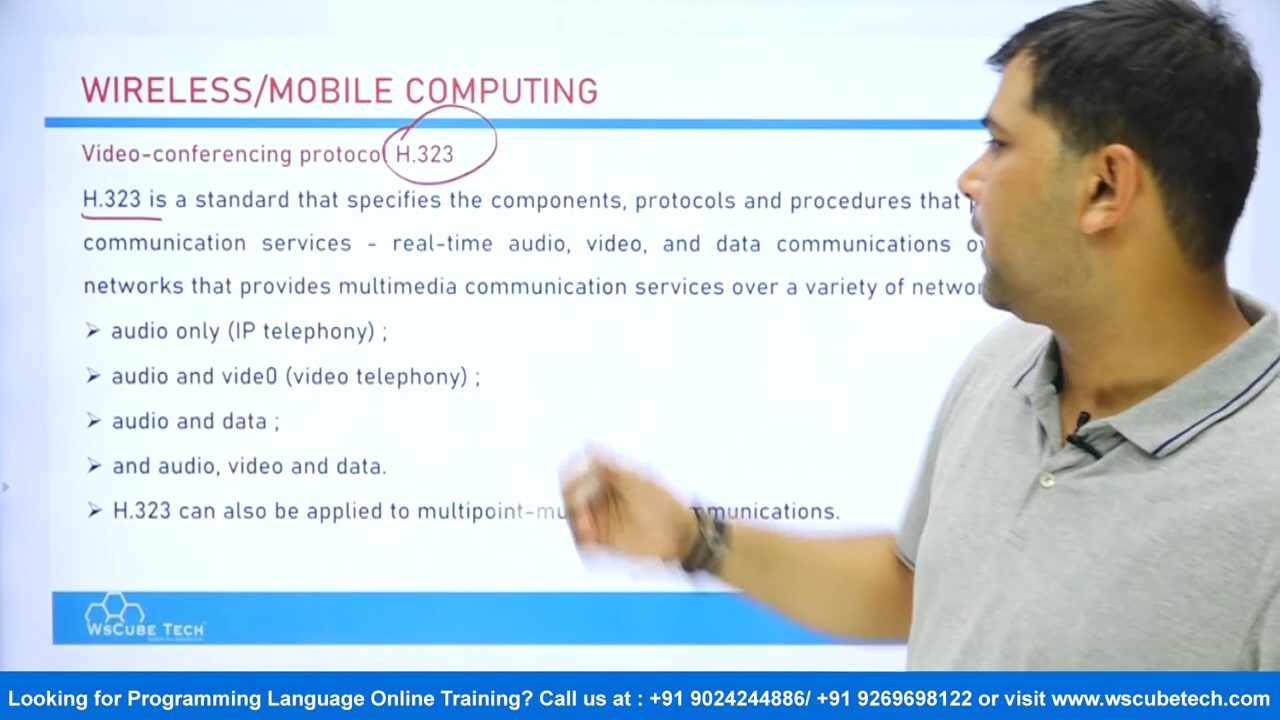 WIRELESS/MOBILE COMPUTING
Video-conferencing protocol H.323
H.323 is a standard that specifies the components, protocols and procedures that
communication services - real-time audio, video, and data communications
networks that provides multimedia communication services over a variety of
➢ audio only (IP telephony) ;
➢ audio and vide0 (video telephony) ;
➢ audio and data ;
➢ and audio, video and data.
➢ H.323 can also be applied to
WsCube Tech
Looking for Programming Language Online Training? Call us at : +91 9024244886/ +91 9269698122 or visit www.wscubetech.com